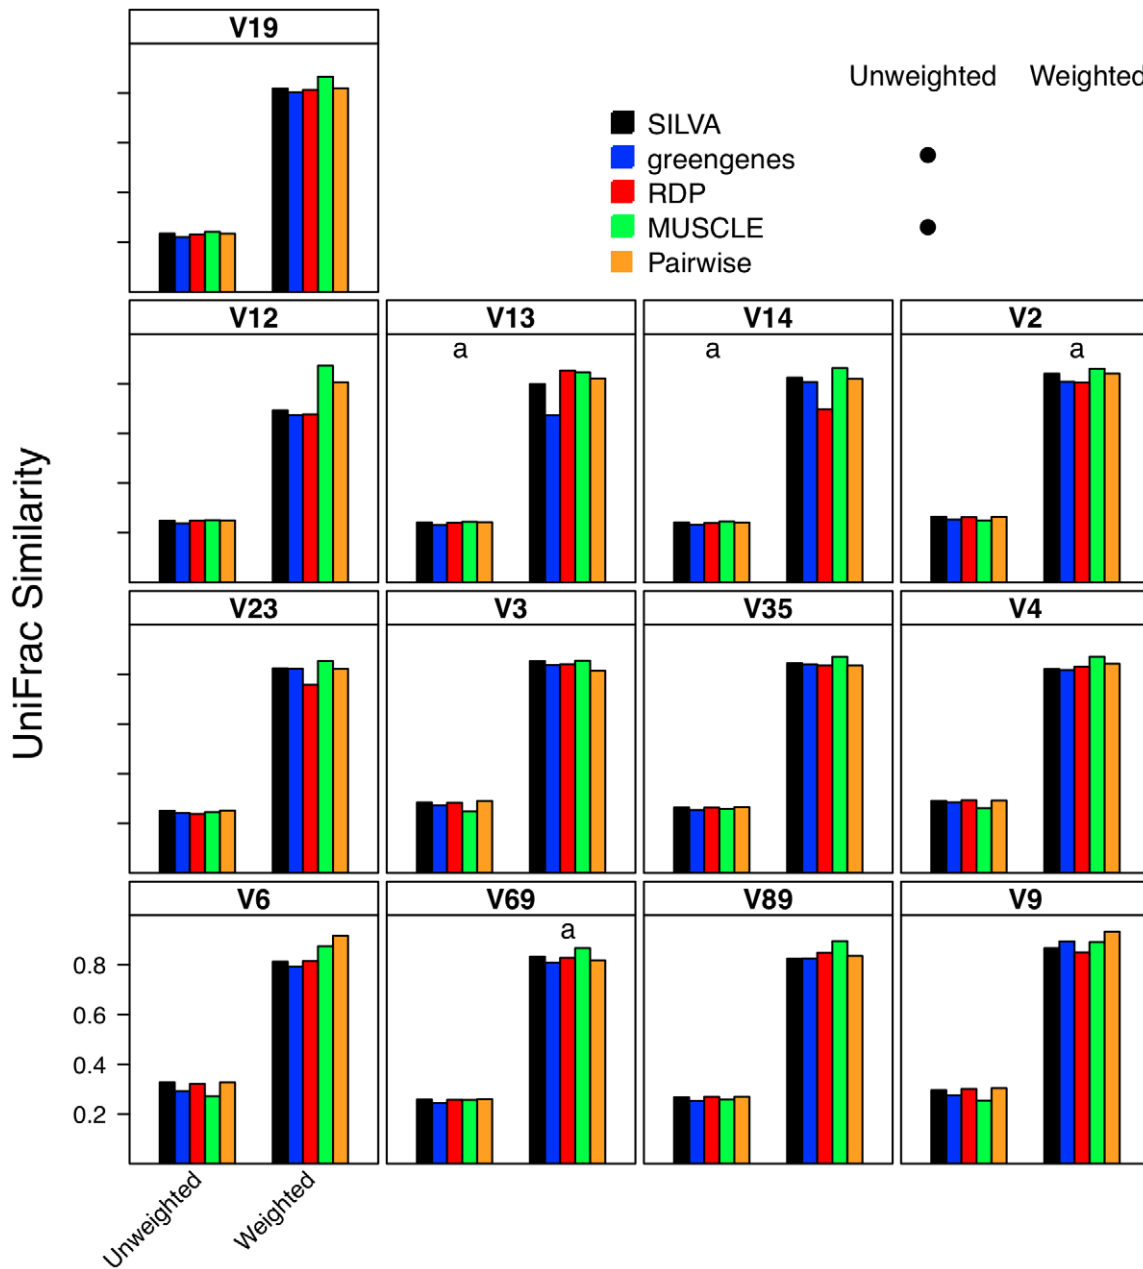 V19
Unweighted Weighted
SILVA
greengenes
RDP
MUSCLE
Pairwise
V12 V13 V14 V2
a a a
UniFrac Similarity
V23 V3 V35 V4
V6 V69 V89 V9
a
0.8
0.6
0.4
0.2
Unweighted Weighted